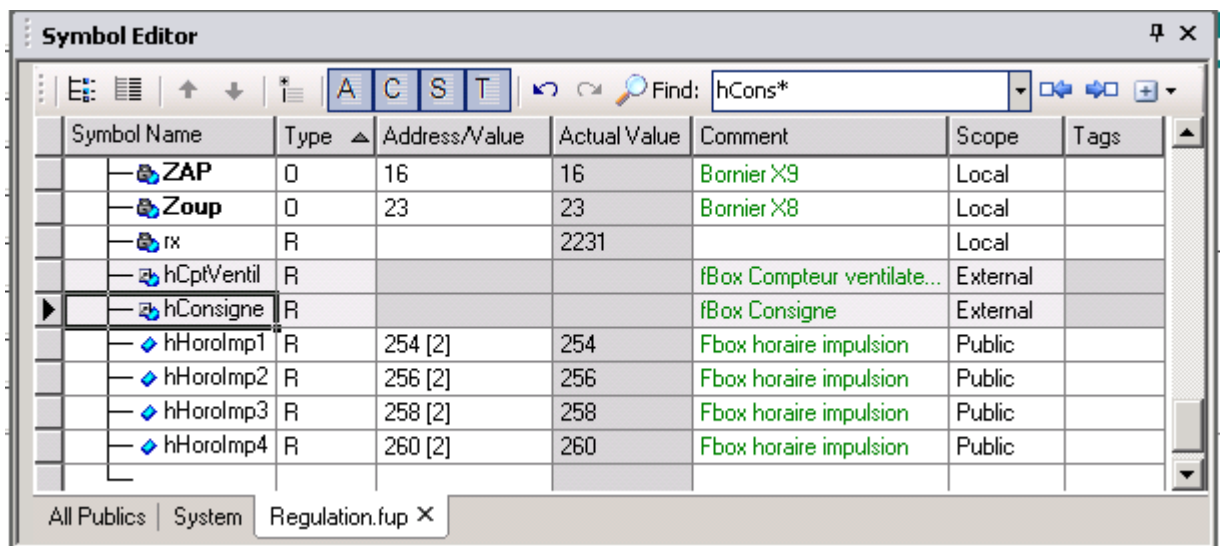 Symbol Editor
A C S T Find: hCons*
Symbol Name Type Address/Value Actual Value Comment Scope Tags
ZAP O 16 16 Bornier X9 Local
Zoup O 23 23 Bornier X8 Local
rx R 2231 Local
hCptVentil R fBox Compteur ventilate... External
hConsigne R fBox Consigne External
hHoroImp1 R 254 [2] 254 Fbox horaire impulsion Public
hHoroImp2 R 256 [2] 256 Fbox horaire impulsion Public
hHoroImp3 R 258 [2] 258 Fbox horaire impulsion Public
hHoroImp4 R 260 [2] 260 Fbox horaire impulsion Public
All Publics | System Regulation.fup